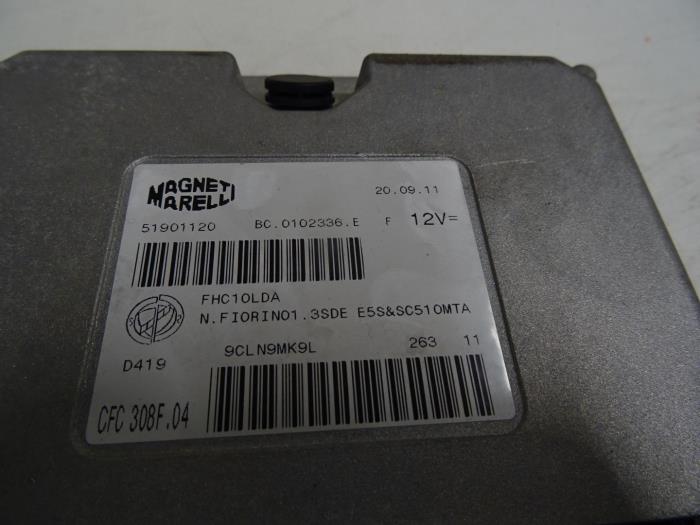 MAGNETI MARELLI
20.09.11
51901120 BC.0102336.E F 12V=
FHC10LDA
N.FIORINO1.3SDE E5S&SC510MTA
D419 9CLN9MK9L 263 11
CFC 308F.04